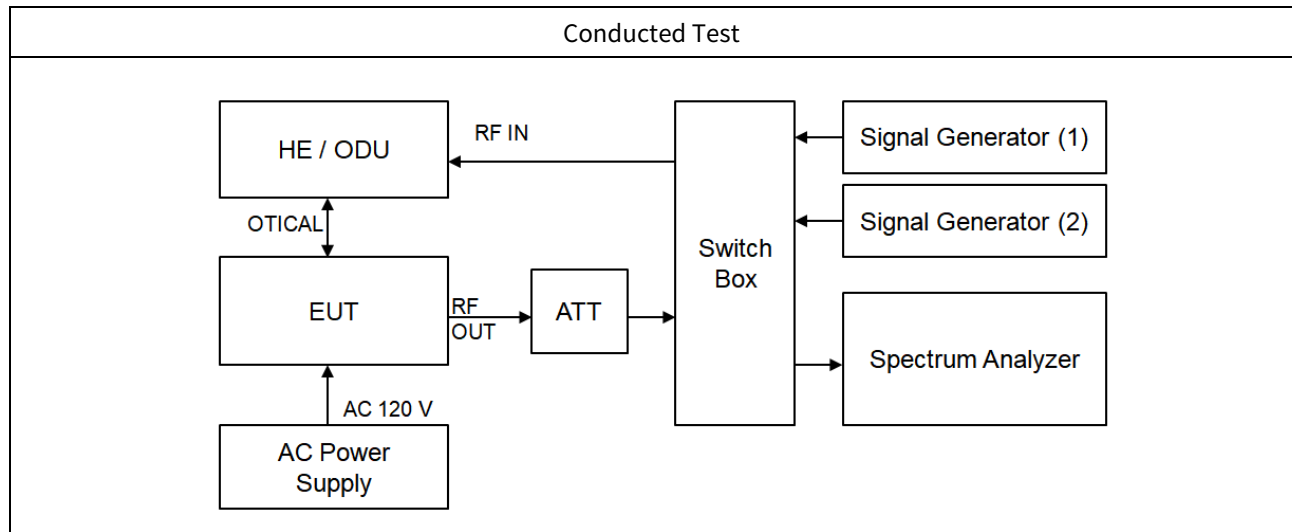 Conducted Test
HE / ODU
RF IN
Signal Generator (1)
Signal Generator (2)
OTICAL
Switch
Box
EUT
RF
OUT
ATT
Spectrum Analyzer
AC 120 V
AC Power
Supply